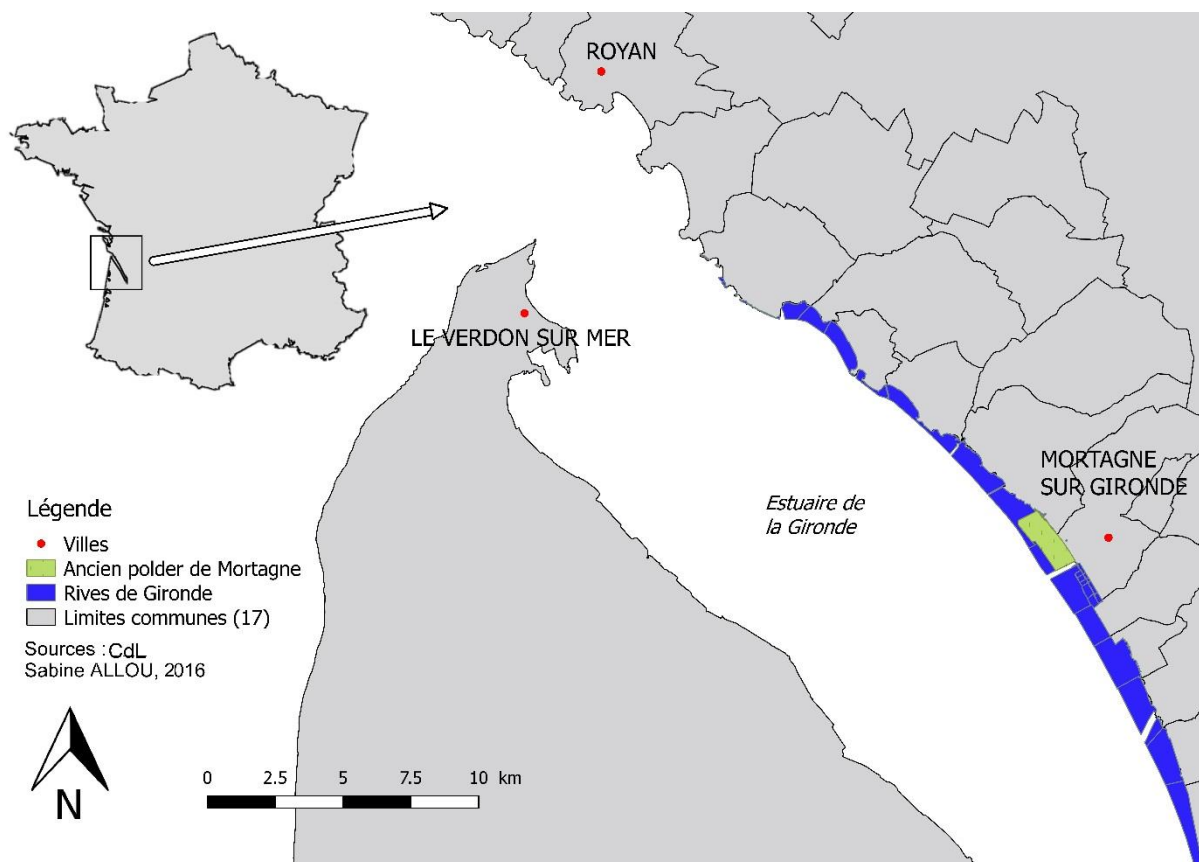 ROYAN
LE VERDON SUR MER
MORTAGNE
SUR GIRONDE
Estuaire de
la Gironde
Légende
Villes
Ancien polder de Mortagne
Rives de Gironde
Limites communes (17)
Sources : CdL
Sabine ALLOU, 2016
N
0 2.5 5 7.5 10 km